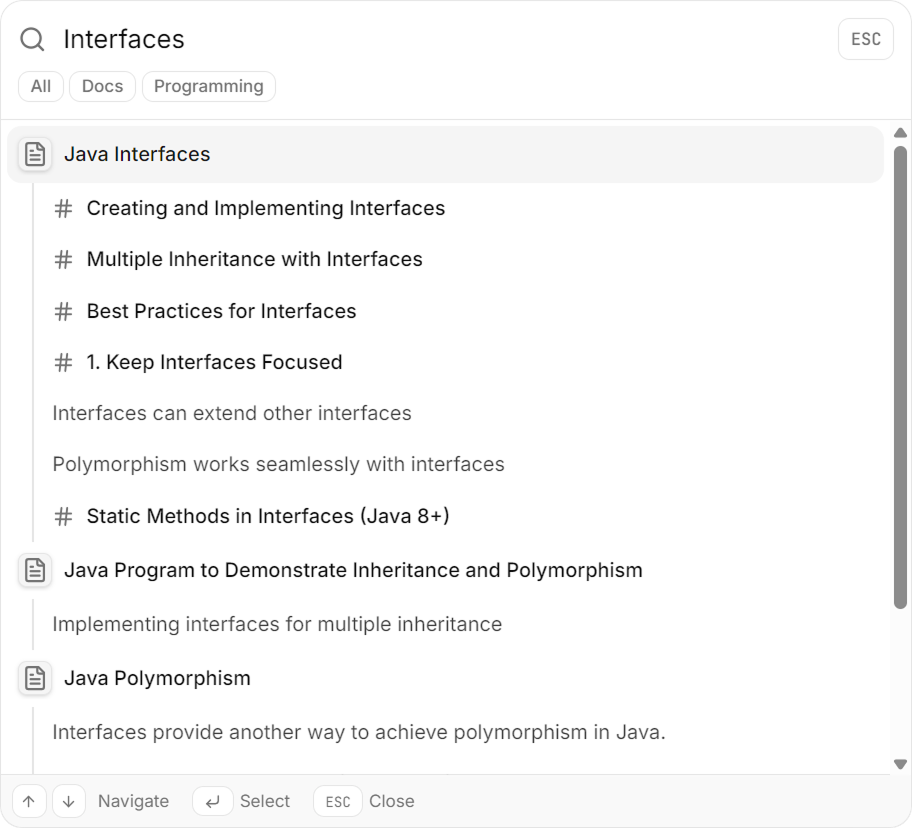 Interfaces
ESC
All
Docs
Programming
Java Interfaces
# Creating and Implementing Interfaces
# Multiple Inheritance with Interfaces
# Best Practices for Interfaces
# 1. Keep Interfaces Focused
Interfaces can extend other interfaces
Polymorphism works seamlessly with interfaces
# Static Methods in Interfaces (Java 8+)
Java Program to Demonstrate Inheritance and Polymorphism
Implementing interfaces for multiple inheritance
Java Polymorphism
Interfaces provide another way to achieve polymorphism in Java.
Navigate
Select
ESC
Close